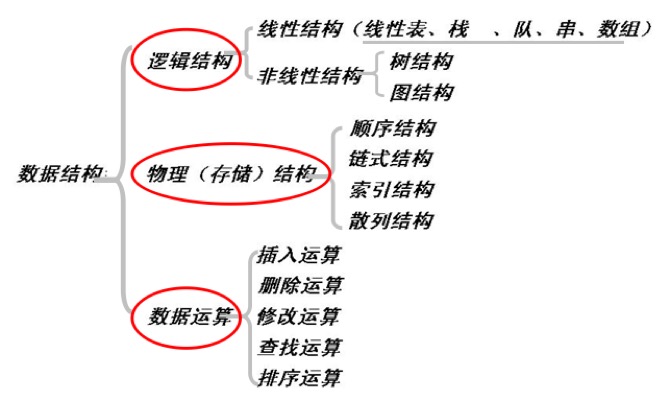 数据结构
逻辑结构
线性结构（线性表、栈 、队、串、数组）
非线性结构
树结构
图结构
物理（存储）结构
顺序结构
链式结构
索引结构
散列结构
数据运算
插入运算
删除运算
修改运算
查找运算
排序运算